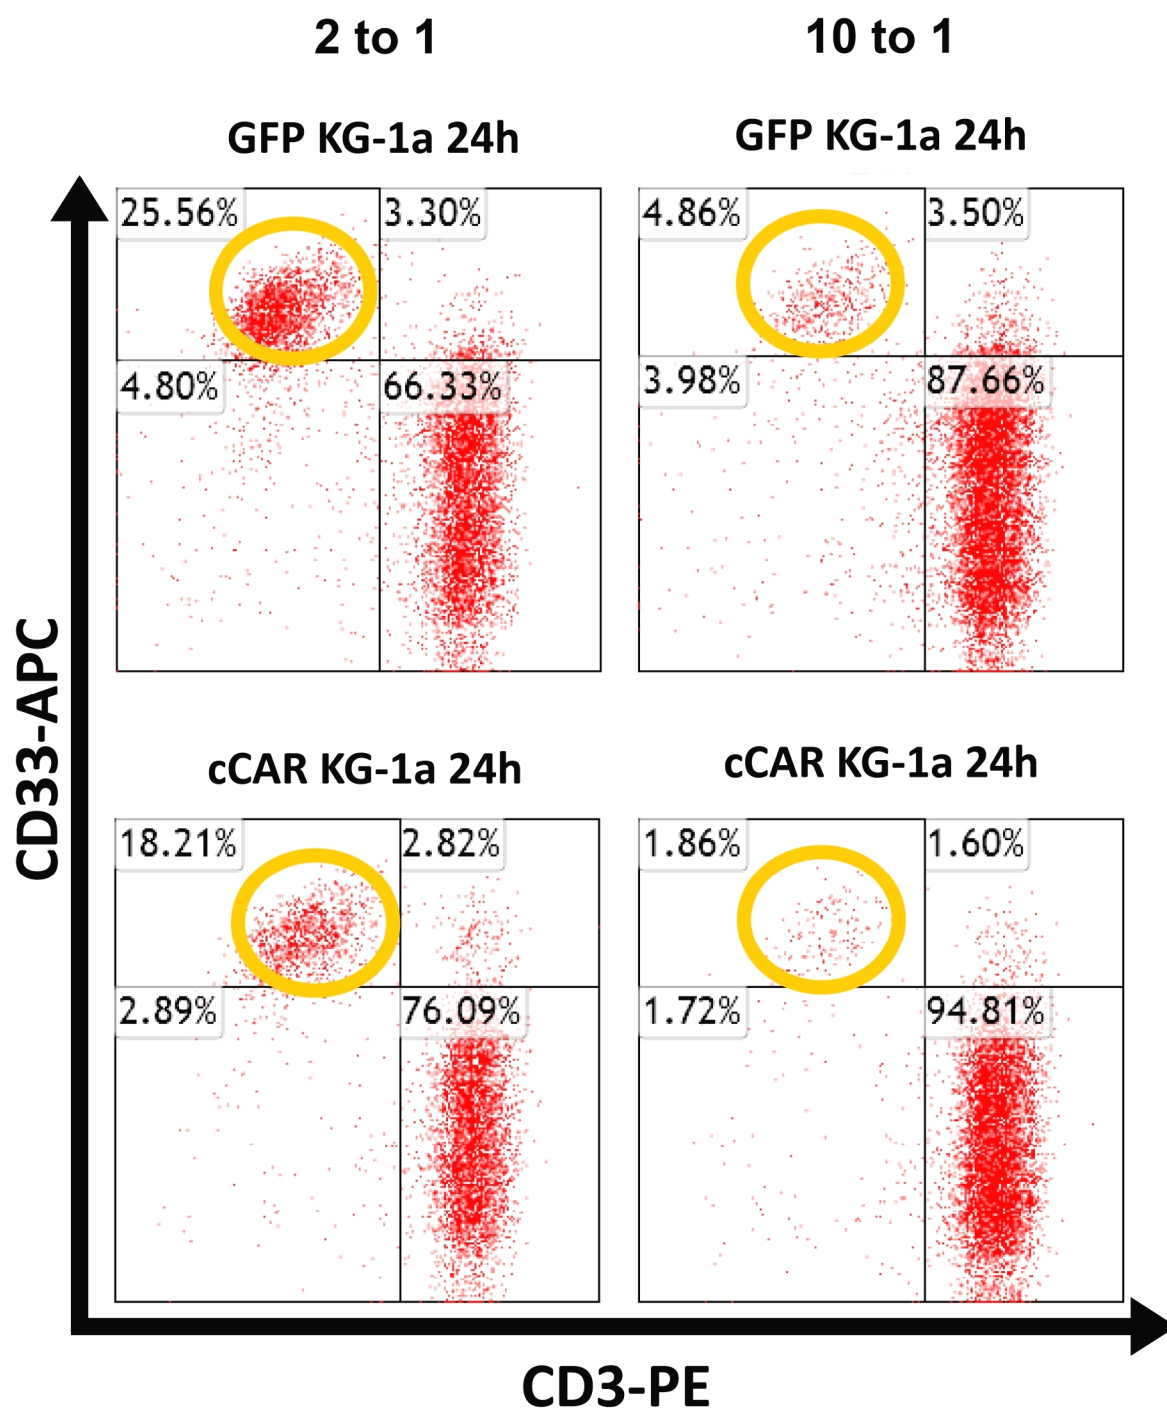 2 to 1
10 to 1
GFP KG-1a 24h
GFP KG-1a 24h
25.56%
3.30%
4.86%
3.50%
4.80%
66.33%
3.98%
87.66%
CD33-APC
cCAR KG-1a 24h
cCAR KG-1a 24h
18.21%
2.82%
1.86%
1.60%
2.89%
76.09%
1.72%
94.81%
CD3-PE